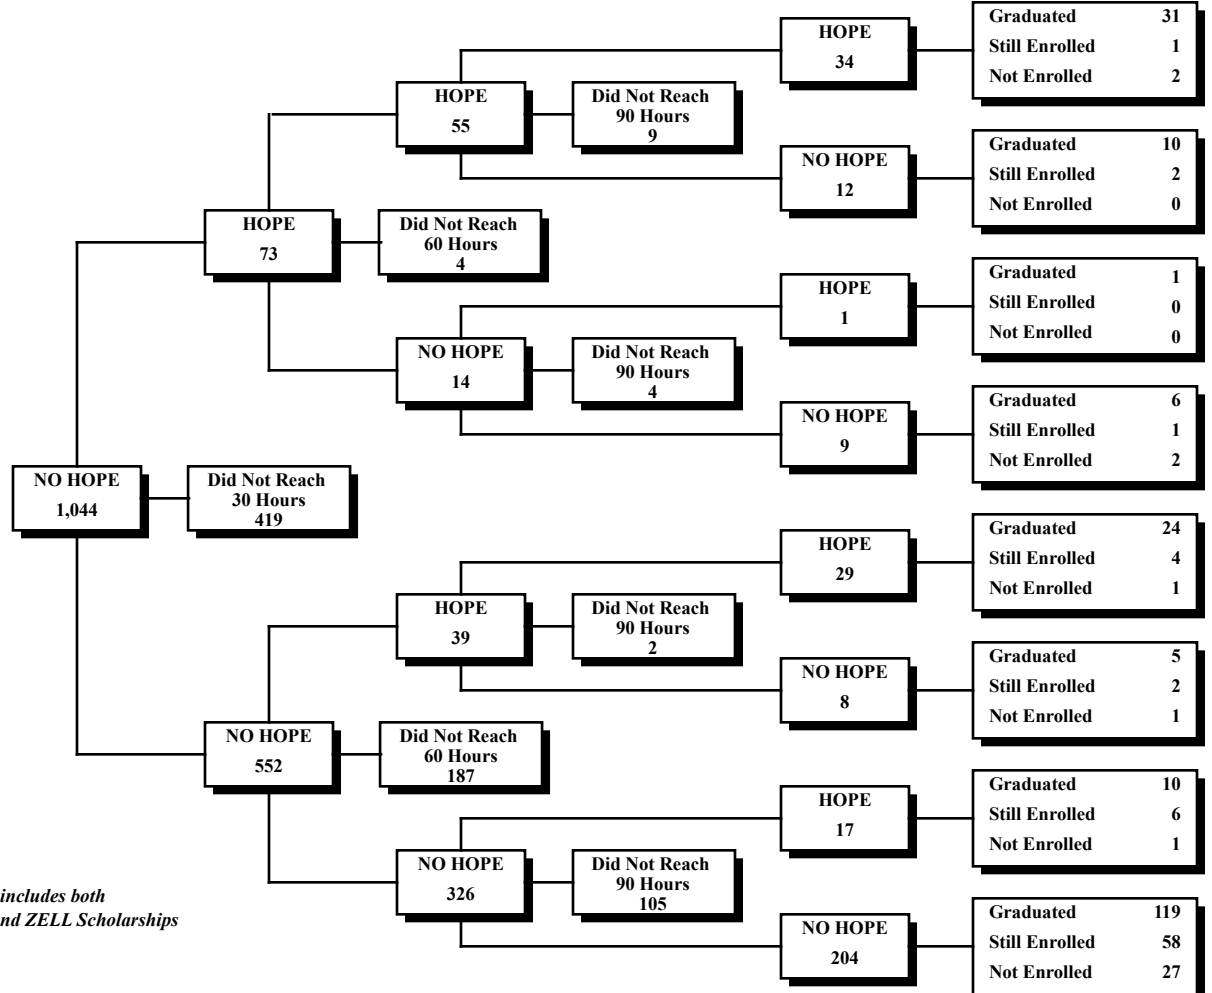 HOPE
34
Graduated 31
Still Enrolled 1
Not Enrolled 2
HOPE
55
Did Not Reach
90 Hours
9
NO HOPE
12
Graduated 10
Still Enrolled 2
Not Enrolled 0
HOPE
73
Did Not Reach
60 Hours
4
HOPE
1
Graduated 1
Still Enrolled 0
Not Enrolled 0
NO HOPE
14
Did Not Reach
90 Hours
4
NO HOPE
9
Graduated 6
Still Enrolled 1
Not Enrolled 2
NO HOPE
1,044
Did Not Reach
30 Hours
419
HOPE
29
Graduated 24
Still Enrolled 4
Not Enrolled 1
HOPE
39
Did Not Reach
90 Hours
2
NO HOPE
8
Graduated 5
Still Enrolled 2
Not Enrolled 1
NO HOPE
552
Did Not Reach
60 Hours
187
HOPE
17
Graduated 10
Still Enrolled 6
Not Enrolled 1
NO HOPE
326
Did Not Reach
90 Hours
105
NO HOPE
204
Graduated 119
Still Enrolled 58
Not Enrolled 27
includes both
nd ZELL Scholarships